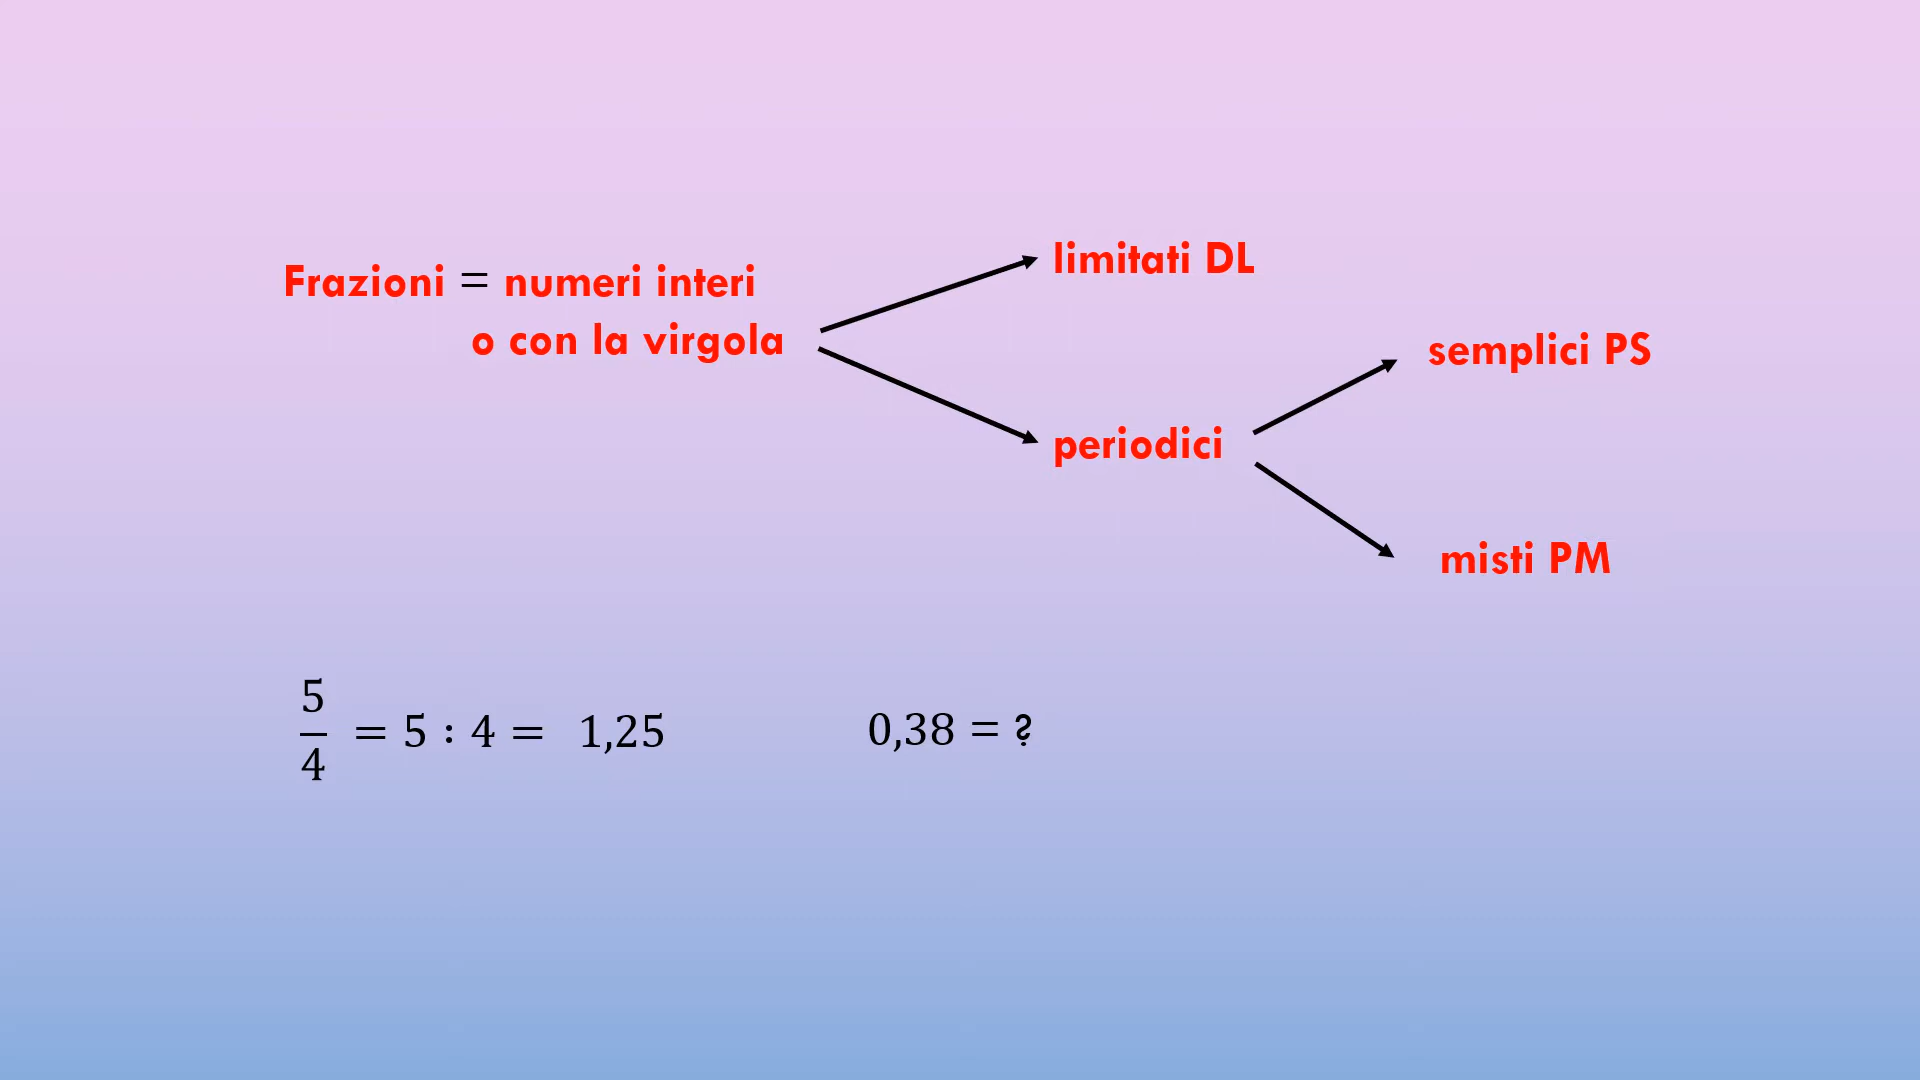 Frazioni = numeri interi
o con la virgola
limitati DL
periodici
semplici PS
misti PM
5/4 = 5 : 4 = 1,25
0,38 = ?